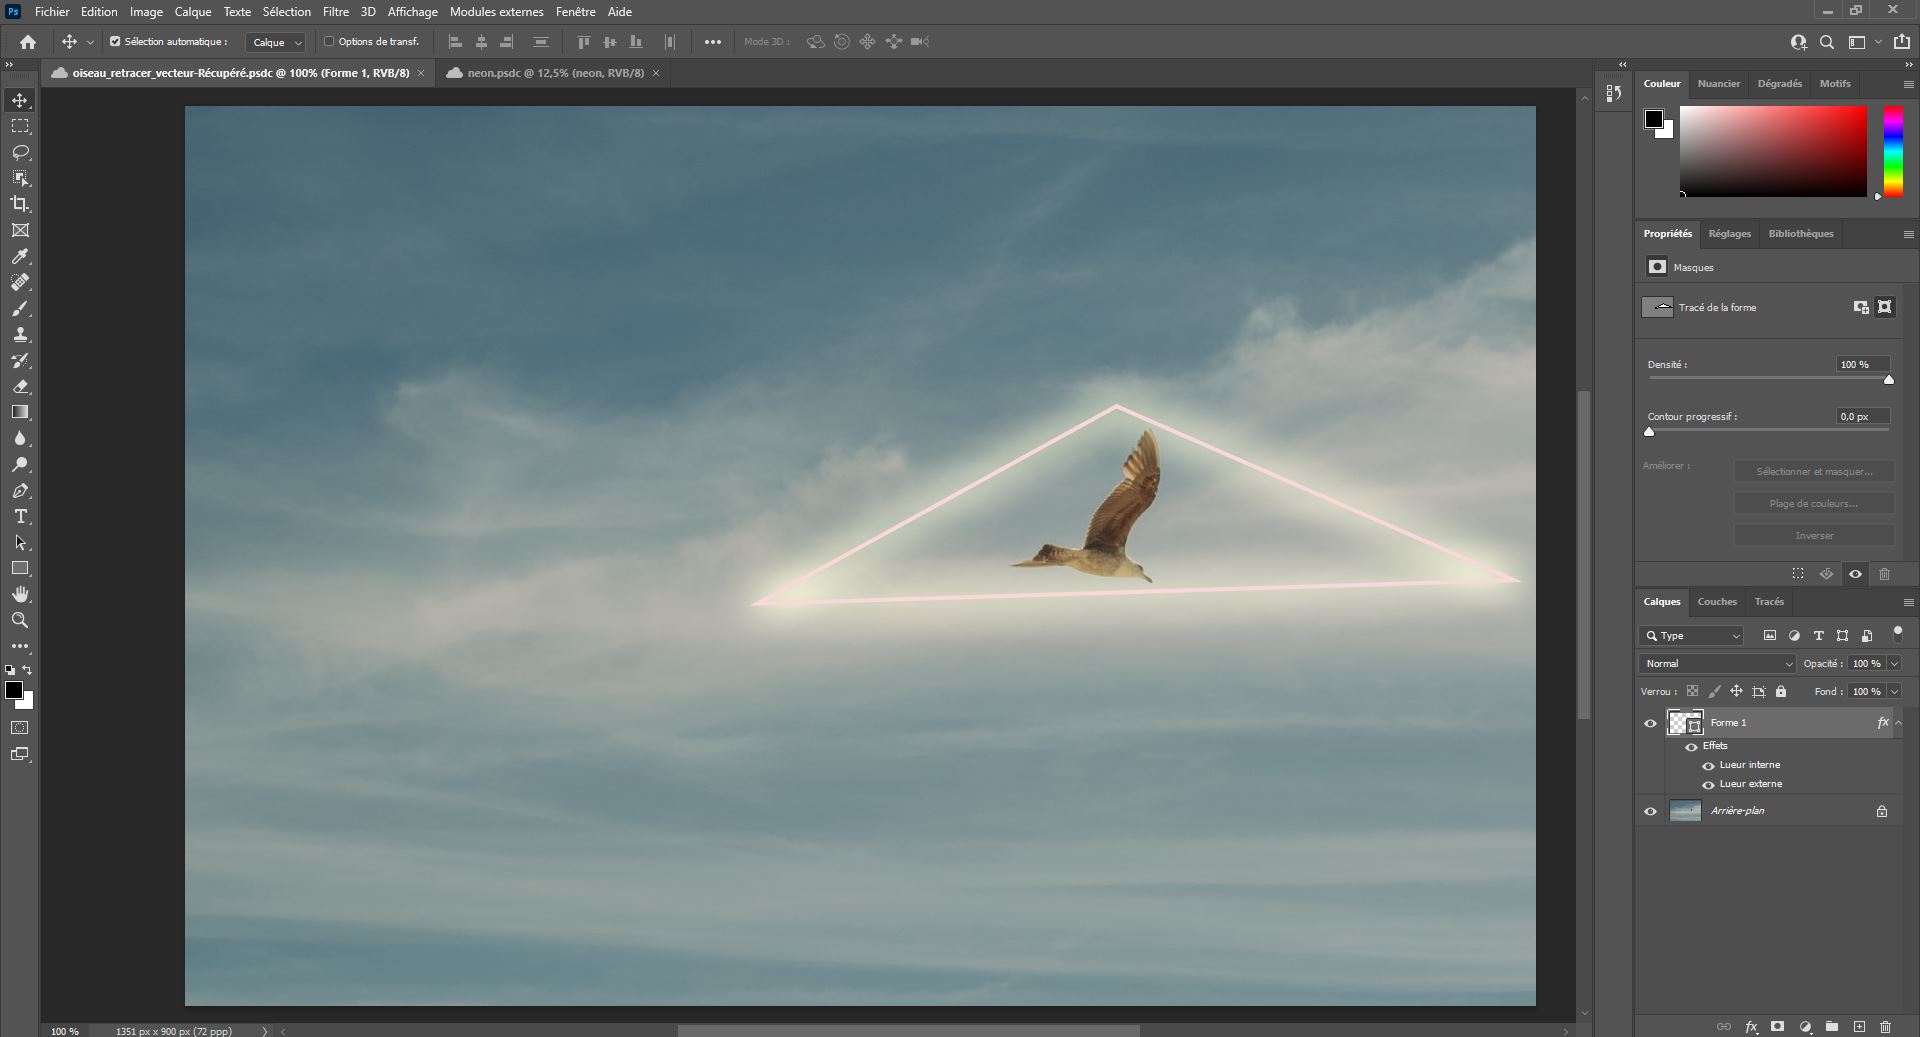 Ps Fichier Edition Image Calque Texte Sélection Filtre 3D Affichage Modules externes Fenêtre Aide
Sélection automatique : Calque Options de transf. Mode 3D :
oiseau_retracer_vecteur-Récupéré.psdc @ 100% (Forme 1, RVB/8) × neon.psdc @ 12,5% (neon, RVB/8) ×
Couleur Nuancier Dégradés Motifs
Propriétés Réglages Bibliothèques
Masques
Tracé de la forme
Densité : 100 %
Contour progressif : 0,0 px
Améliorer : Sélectionner et masquer...
Plage de couleurs...
Inverser
Calques Couches Tracés
Type
Normal Opacité : 100 %
Verrou : Fond : 100 %
Forme 1 fx
Effets
Lueur interne
Lueur externe
Arrière-plan
100 % 1351 px x 900 px (72 ppp)
fx